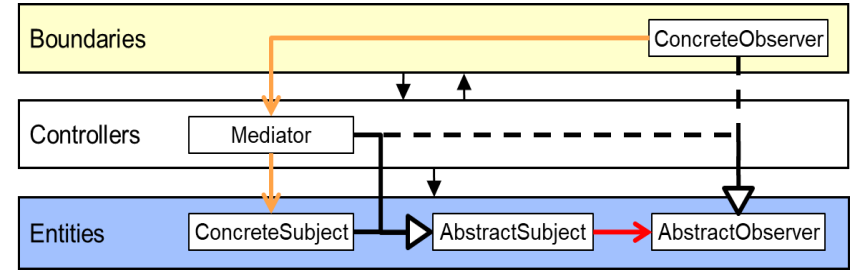 Boundaries
ConcreteObserver
Controllers
Mediator
Entities
ConcreteSubject
AbstractSubject
AbstractObserver